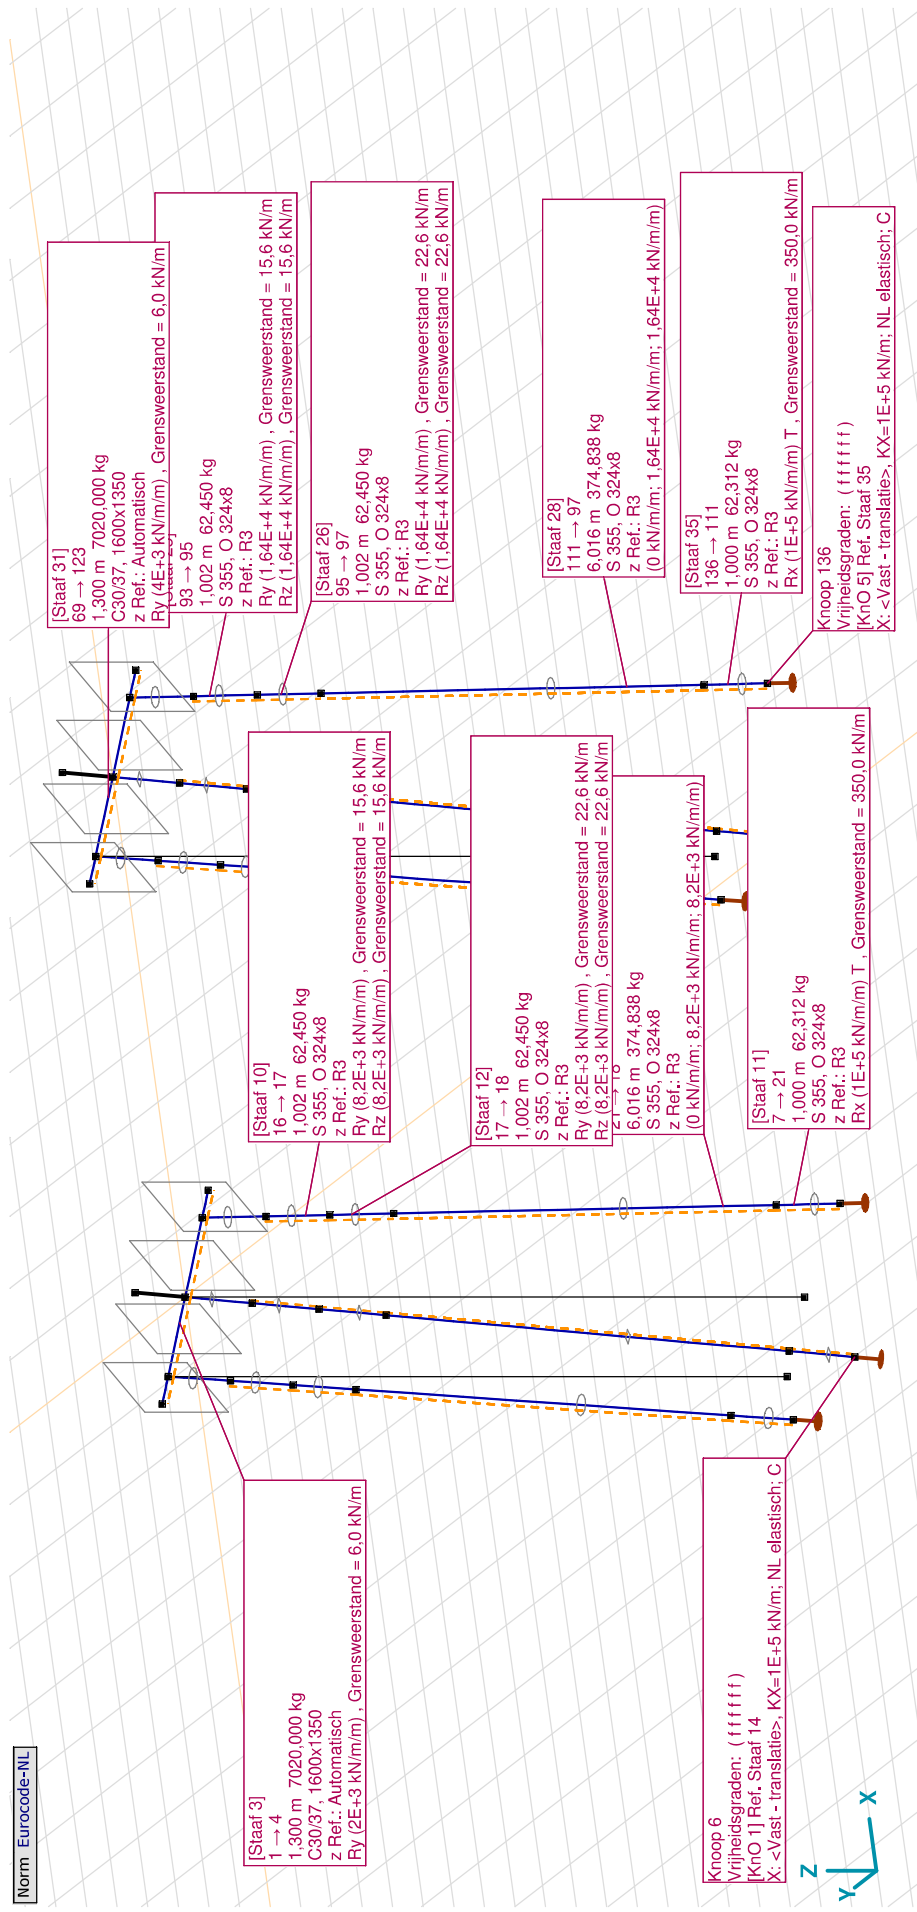 Norm Eurocode-NL
[Staaf 31]
69 → 123
1,300 m 7020,000 kg
C30/37, 1600x1350
z Ref.: Automatisch
Ry (4E+3 kN/m/m) , Grensweerstand = 6,0 kN/m
93 → 95
1,002 m 62,450 kg
S 355, O 324x8
z Ref.: R3
Ry (1,64E+4 kN/m/m) , Grensweerstand = 15,6 kN/m
Rz (1,64E+4 kN/m/m) , Grensweerstand = 15,6 kN/m
[Staaf 26]
95 → 97
1,002 m 62,450 kg
S 355, O 324x8
z Ref.: R3
Ry (1,64E+4 kN/m/m) , Grensweerstand = 22,6 kN/m
Rz (1,64E+4 kN/m/m) , Grensweerstand = 22,6 kN/m
[Staaf 28]
111 → 97
6,016 m 374,838 kg
S 355, O 324x8
z Ref.: R3
(0 kN/m/m; 1,64E+4 kN/m/m; 1,64E+4 kN/m/m)
[Staaf 35]
136 → 111
1,000 m 62,312 kg
S 355, O 324x8
z Ref.: R3
Rx (1E+5 kN/m/m) T , Grensweerstand = 350,0 kN/m
Knoop 136
Vrijheidsgraden: ( f f f f f f )
[KnO 5] Ref. Staaf 35
X: <Vast - translatie>, KX=1E+5 kN/m; NL elastisch; C
[Staaf 10]
16 → 17
1,002 m 62,450 kg
S 355, O 324x8
z Ref.: R3
Ry (8,2E+3 kN/m/m) , Grensweerstand = 15,6 kN/m
Rz (8,2E+3 kN/m/m) , Grensweerstand = 15,6 kN/m
[Staaf 12]
17 → 18
1,002 m 62,450 kg
S 355, O 324x8
z Ref.: R3
Ry (8,2E+3 kN/m/m) , Grensweerstand = 22,6 kN/m
Rz (8,2E+3 kN/m/m) , Grensweerstand = 22,6 kN/m
6,016 m 374,838 kg
S 355, O 324x8
z Ref.: R3
(0 kN/m/m; 8,2E+3 kN/m/m; 8,2E+3 kN/m/m)
[Staaf 11]
7 → 21
1,000 m 62,312 kg
S 355, O 324x8
z Ref.: R3
Rx (1E+5 kN/m/m) T , Grensweerstand = 350,0 kN/m
[Staaf 3]
1 → 4
1,300 m 7020,000 kg
C30/37, 1600x1350
z Ref.: Automatisch
Ry (2E+3 kN/m/m) , Grensweerstand = 6,0 kN/m
Knoop 6
Vrijheidsgraden: ( f f f f f f )
[KnO 1] Ref. Staaf 14
X: <Vast - translatie>, KX=1E+5 kN/m; NL elastisch; C
Z
Y
X